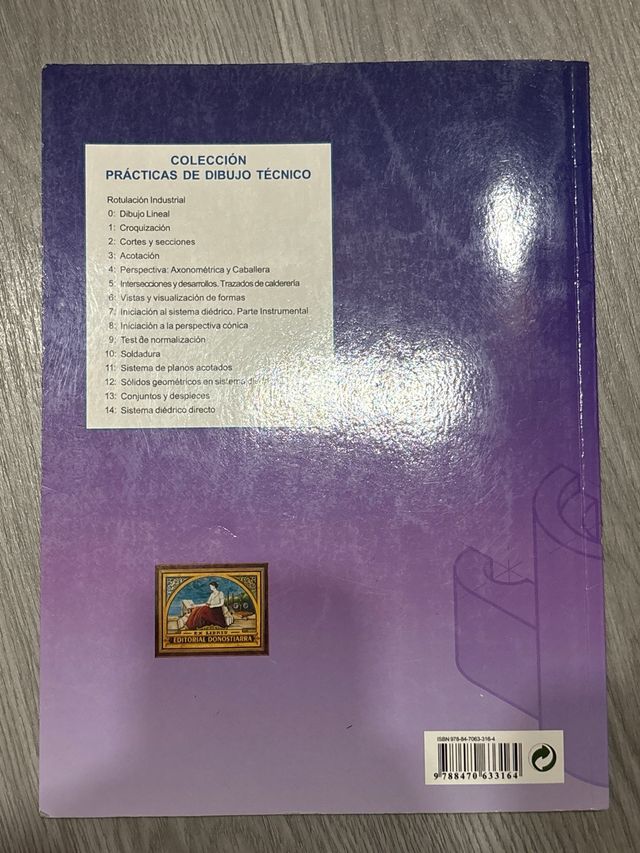 COLECCIÓN
PRÁCTICAS DE DIBUJO TÉCNICO
Rotulación Industrial
0: Dibujo Lineal
1: Croquización
2: Cortes y secciones
3: Acotación
4: Perspectiva: Axonométrica y Caballera
5: Intersecciones y desarrollos. Trazados de calderería
6: Vistas y visualización de formas
7: Iniciación al sistema diédrico. Parte Instrumental
8: Iniciación a la perspectiva cónica
9: Test de normalización
10: Soldadura
11: Sistema de planos acotados
12: Sólidos geométricos en sistema
13: Conjuntos y despieces
14: Sistema diédrico directo
EX LIBRIS
EDITORIAL DONOSTIARRA
ISBN 978-84-7063-316-4
9 788470 633164